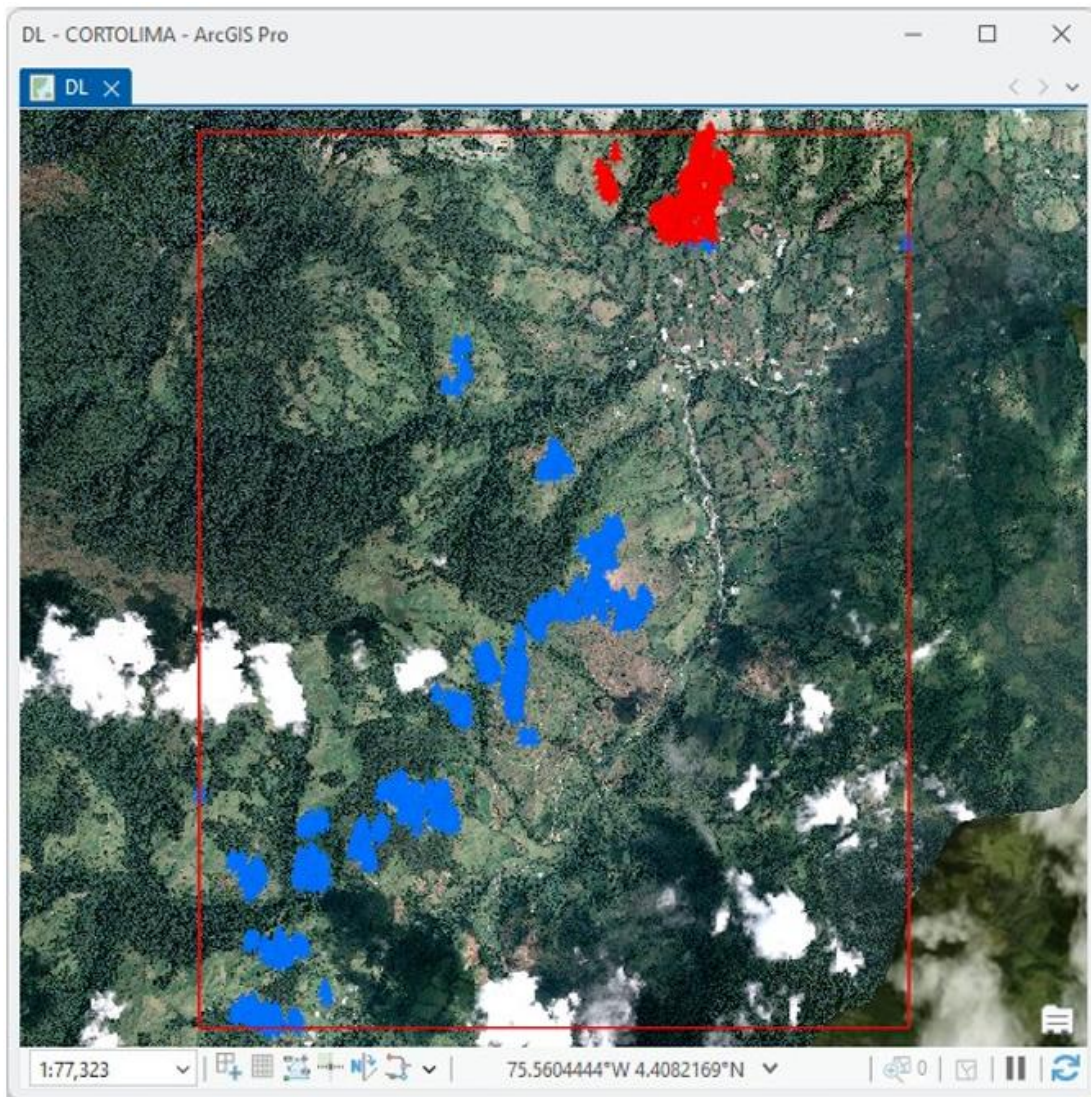 DL - CORTOLIMA - ArcGIS Pro
DL
1:77,323
75.5604444°W 4.4082169°N
0